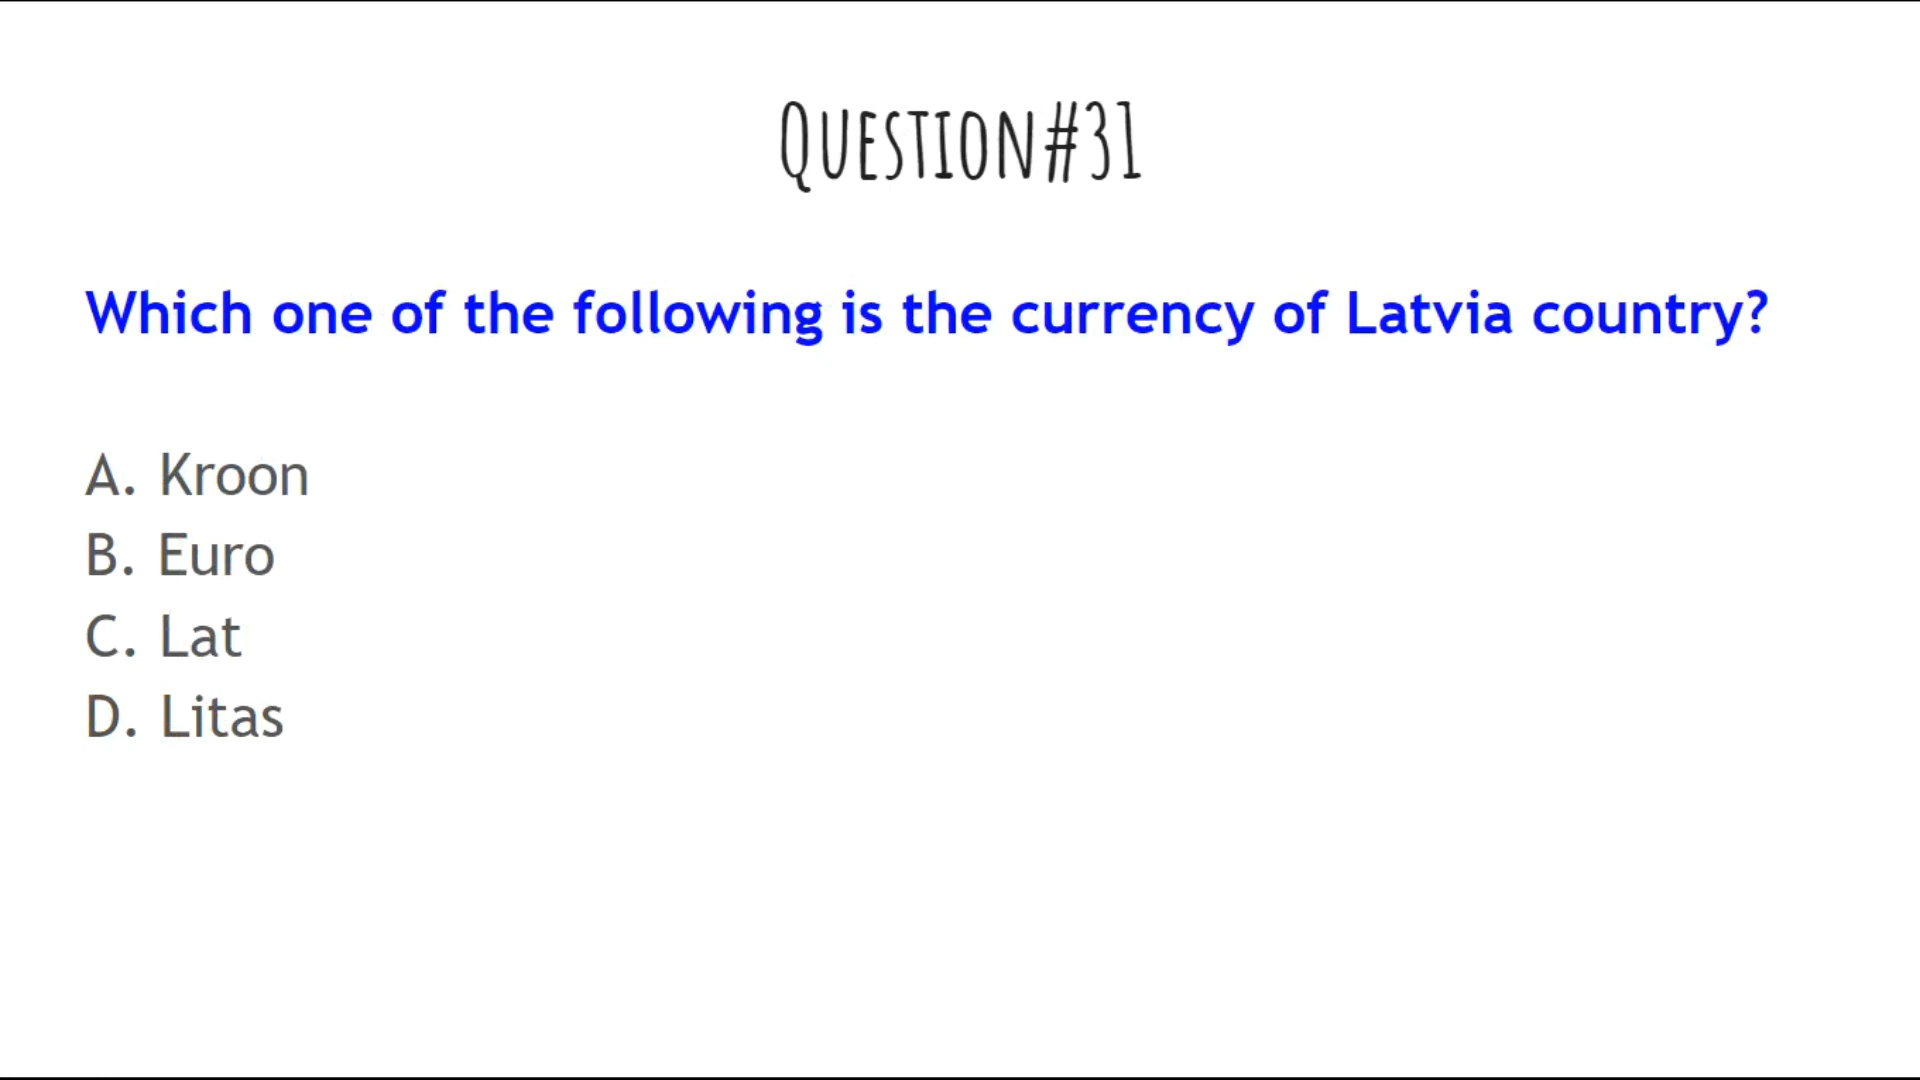 QUESTION#31
Which one of the following is the currency of Latvia country?
A. Kroon
B. Euro
C. Lat
D. Litas